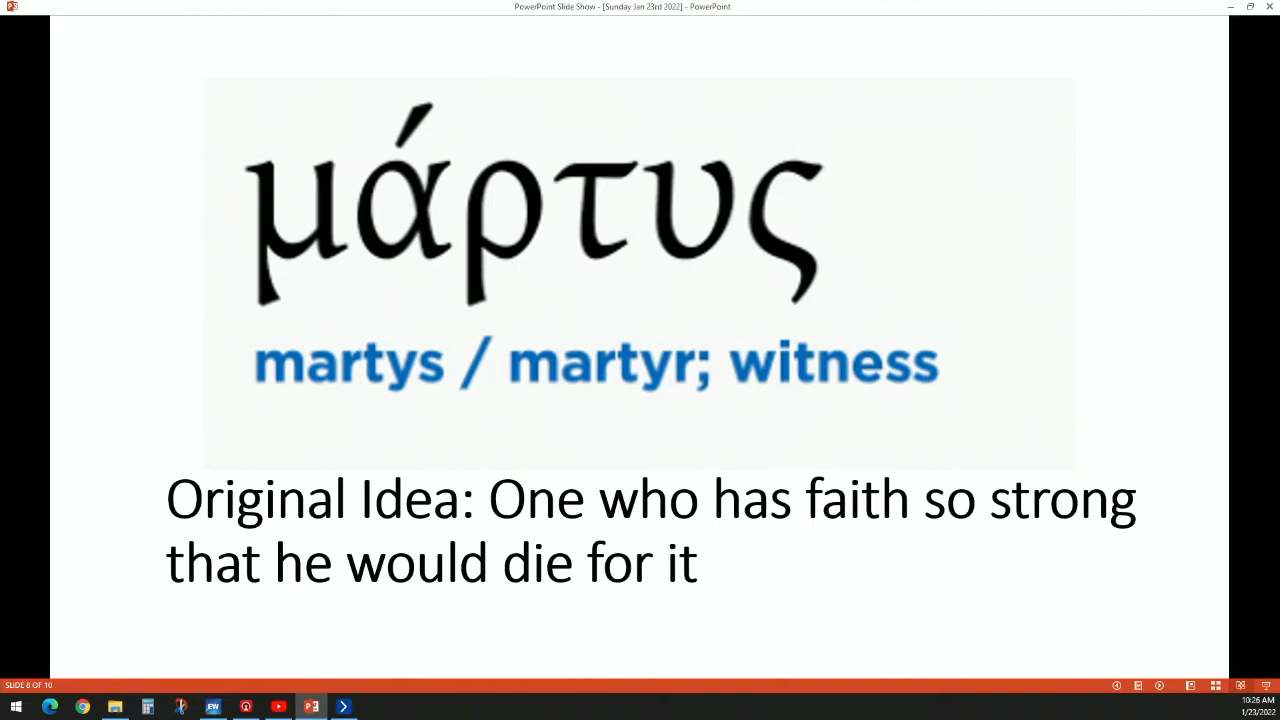 PowerPoint Slide Show - [Sunday Jan 23rd 2022] - PowerPoint
μάρτυς
martys / martyr; witness
Original Idea: One who has faith so strong
that he would die for it
SLIDE 8 OF 10
EW
10:26 AM
1/23/2022